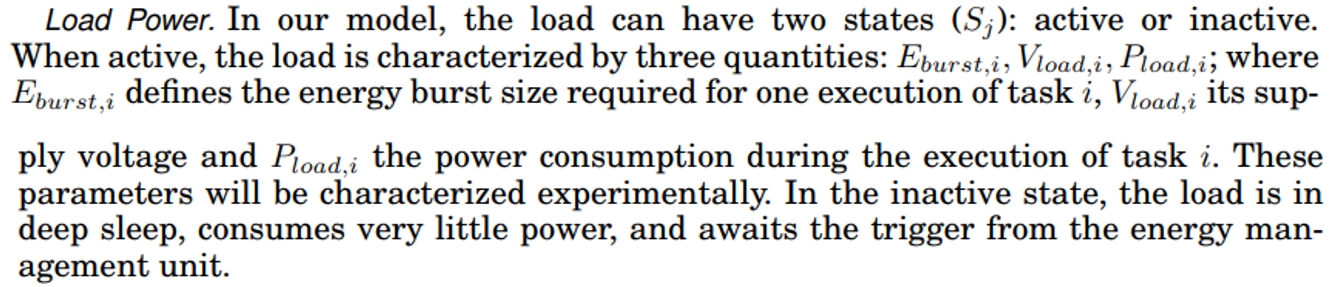 Load Power. In our model, the load can have two states (S_j): active or inactive.
When active, the load is characterized by three quantities: E_{burst,i}, V_{load,i}, P_{load,i}; where
E_{burst,i} defines the energy burst size required for one execution of task i, V_{load,i} its sup-
ply voltage and P_{load,i} the power consumption during the execution of task i. These
parameters will be characterized experimentally. In the inactive state, the load is in
deep sleep, consumes very little power, and awaits the trigger from the energy man-
agement unit.